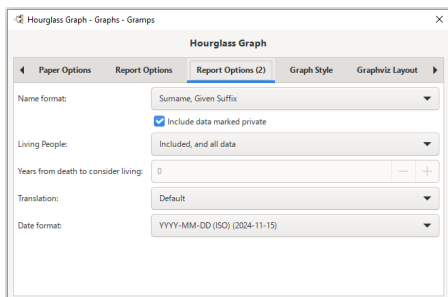 Hourglass Graph - Graphs - Gramps
Hourglass Graph
Paper Options Report Options Report Options (2) Graph Style Graphviz Layout
Name format: Surname, Given Suffix
Include data marked private
Living People: Included, and all data
Years from death to consider living: 0
Translation: Default
Date format: YYYY-MM-DD (ISO) (2024-11-15)